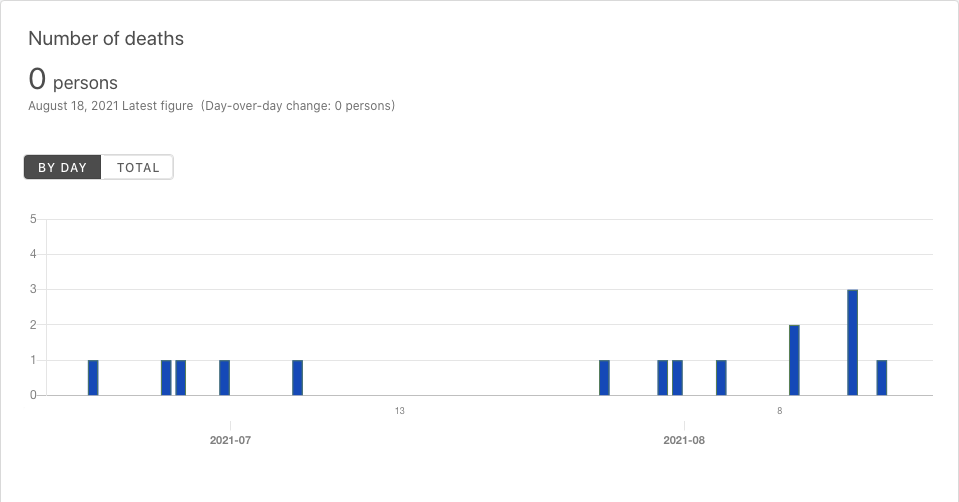 Number of deaths
0 persons
August 18, 2021 Latest figure (Day-over-day change: 0 persons)
BY DAY TOTAL
5
4
3
2
1
0
13 8
2021-07 2021-08